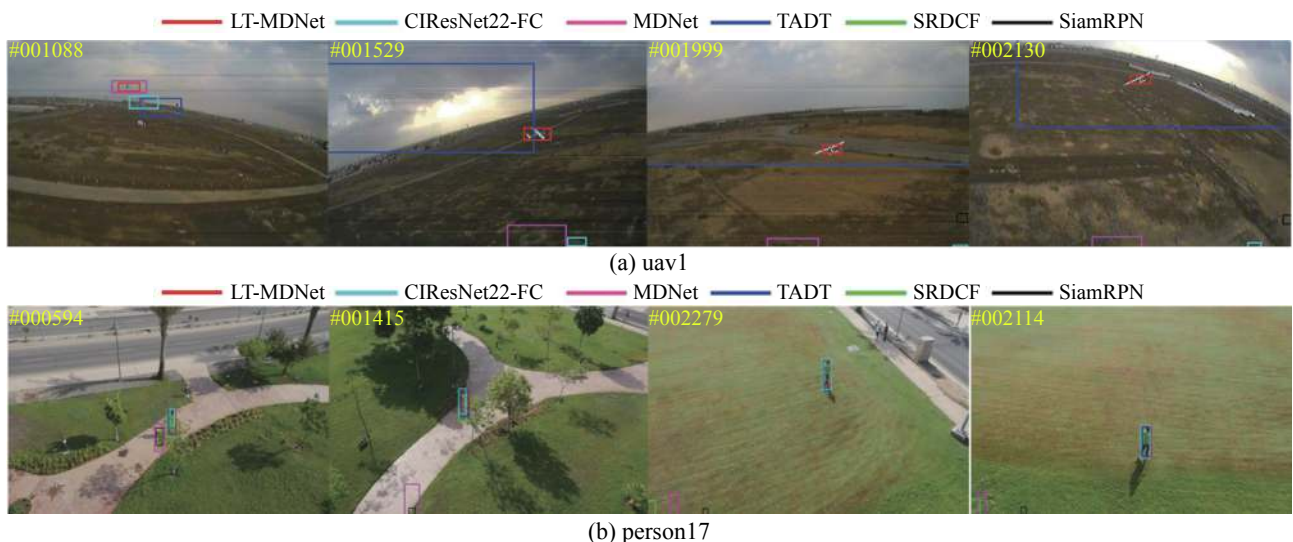 LT-MDNet CIResNet22-FC MDNet TADT SRDCF SiamRPN
#001088 #001529 #001999 #002130
(a) uav1
LT-MDNet CIResNet22-FC MDNet TADT SRDCF SiamRPN
#000594 #001415 #002279 #002114
(b) person17